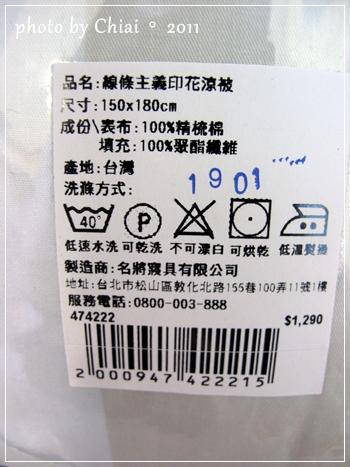 photo by Chiai。 2011
品名:線條主義印花涼被
尺寸:150x180cm
成份\表布:100%精梳棉
填充:100%聚酯纖維
產地:台灣
洗滌方式:
1901
40° P
低速水洗 可乾洗 不可漂白 可烘乾 低溫熨燙
製造商:名將寢具有限公司
地址:台北市松山區敦化北路155巷100弄11號1樓
服務電話:0800-003-888
474222
$1,290
2 000947 422215